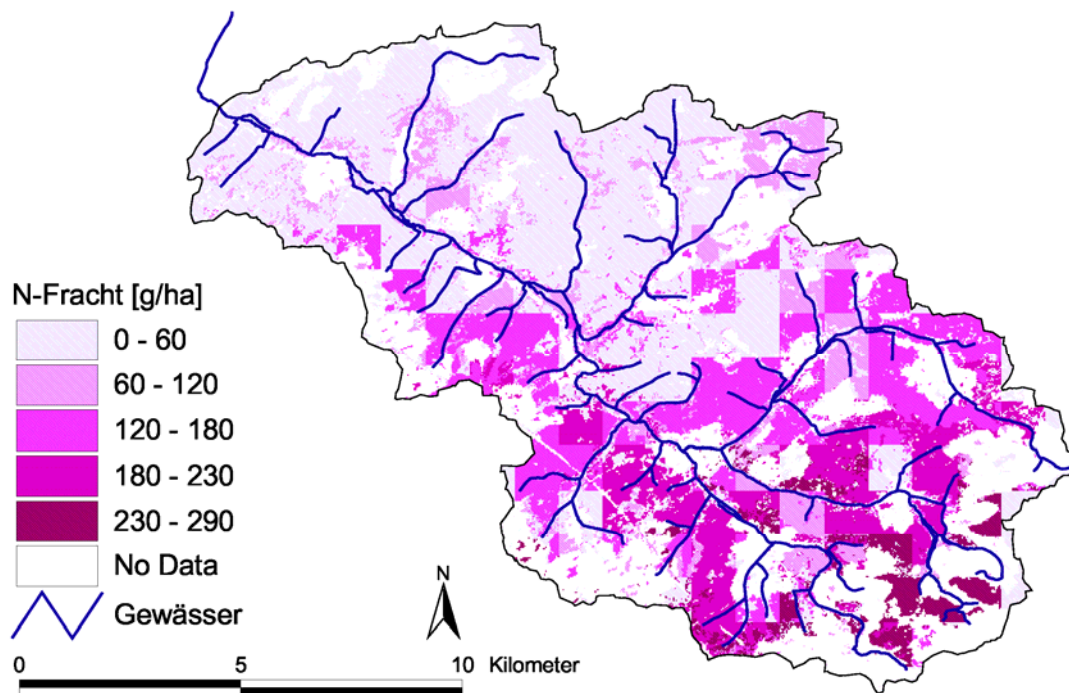 N-Fracht [g/ha]
0 - 60
60 - 120
120 - 180
180 - 230
230 - 290
No Data
Gewässer
N
0 5 10 Kilometer